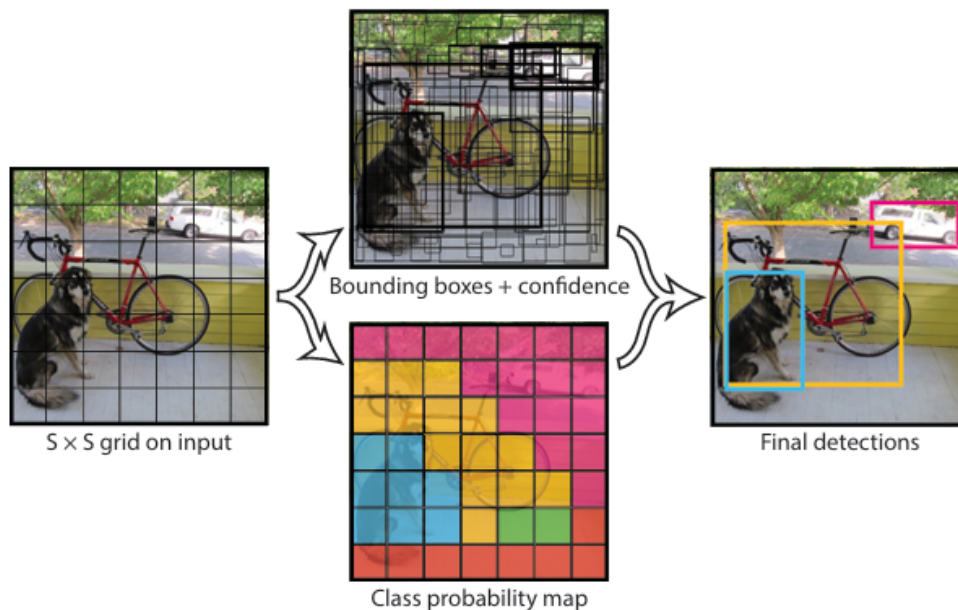 S × S grid on input
Bounding boxes + confidence
Class probability map
Final detections